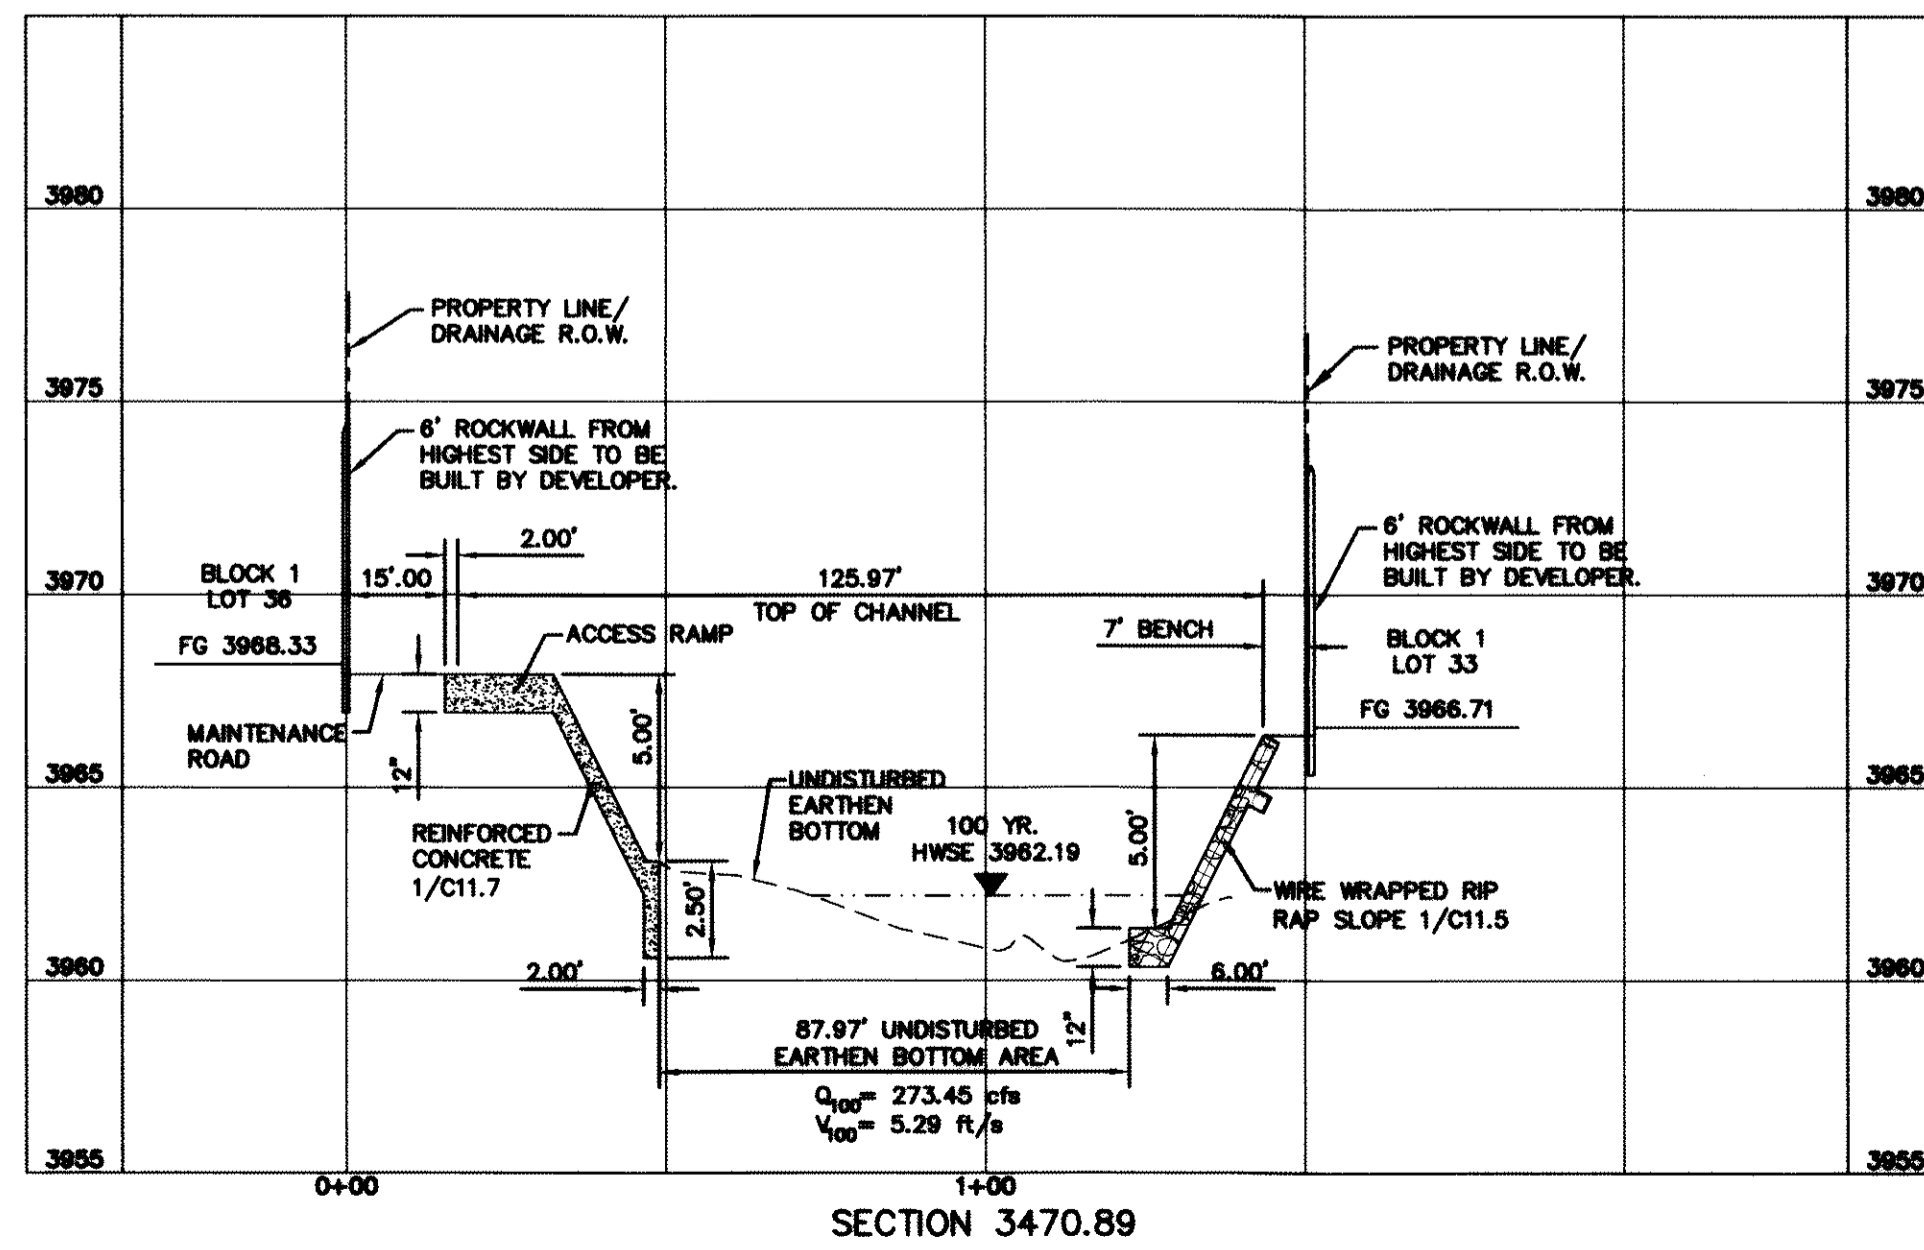 3980
3980
PROPERTY LINE/
DRAINAGE R.O.W.
PROPERTY LINE/
DRAINAGE R.O.W.
3975
3975
6' ROCKWALL FROM
HIGHEST SIDE TO BE
BUILT BY DEVELOPER.
6' ROCKWALL FROM
HIGHEST SIDE TO BE
BUILT BY DEVELOPER.
2.00'
3970
BLOCK 1
LOT 36
15'.00
125.97'
TOP OF CHANNEL
3970
FG 3968.33
ACCESS RAMP
7' BENCH
BLOCK 1
LOT 33
FG 3966.71
MAINTENANCE
ROAD
12"
5.00'
3965
3965
UNDISTURBED
EARTHEN
BOTTOM
REINFORCED
CONCRETE
1/C11.7
100 YR.
HWSE 3962.19
5.00'
WIRE WRAPPED RIP
RAP SLOPE 1/C11.5
2.50'
3960
2.00'
6.00'
3960
12"
87.97' UNDISTURBED
EARTHEN BOTTOM AREA
Q100= 273.45 cfs
V100= 5.29 ft/s
3955
3955
0+00
1+00
SECTION 3470.89